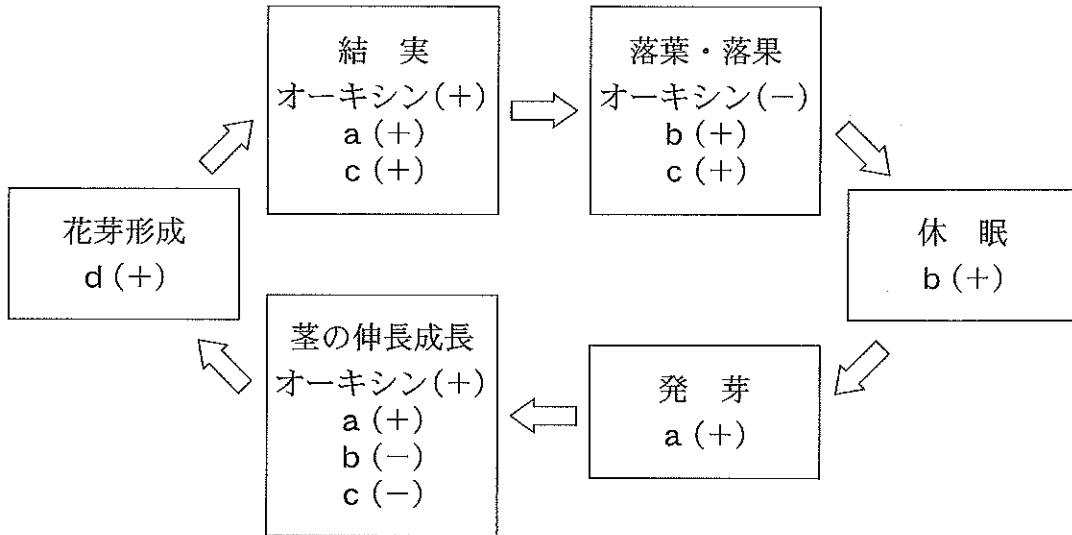 結 実
オーキシン(+)
a (+)
c (+)
落葉・落果
オーキシン(-)
b (+)
c (+)
休 眠
b (+)
発 芽
a (+)
茎の伸長成長
オーキシン(+)
a (+)
b (-)
c (-)
花芽形成
d (+)